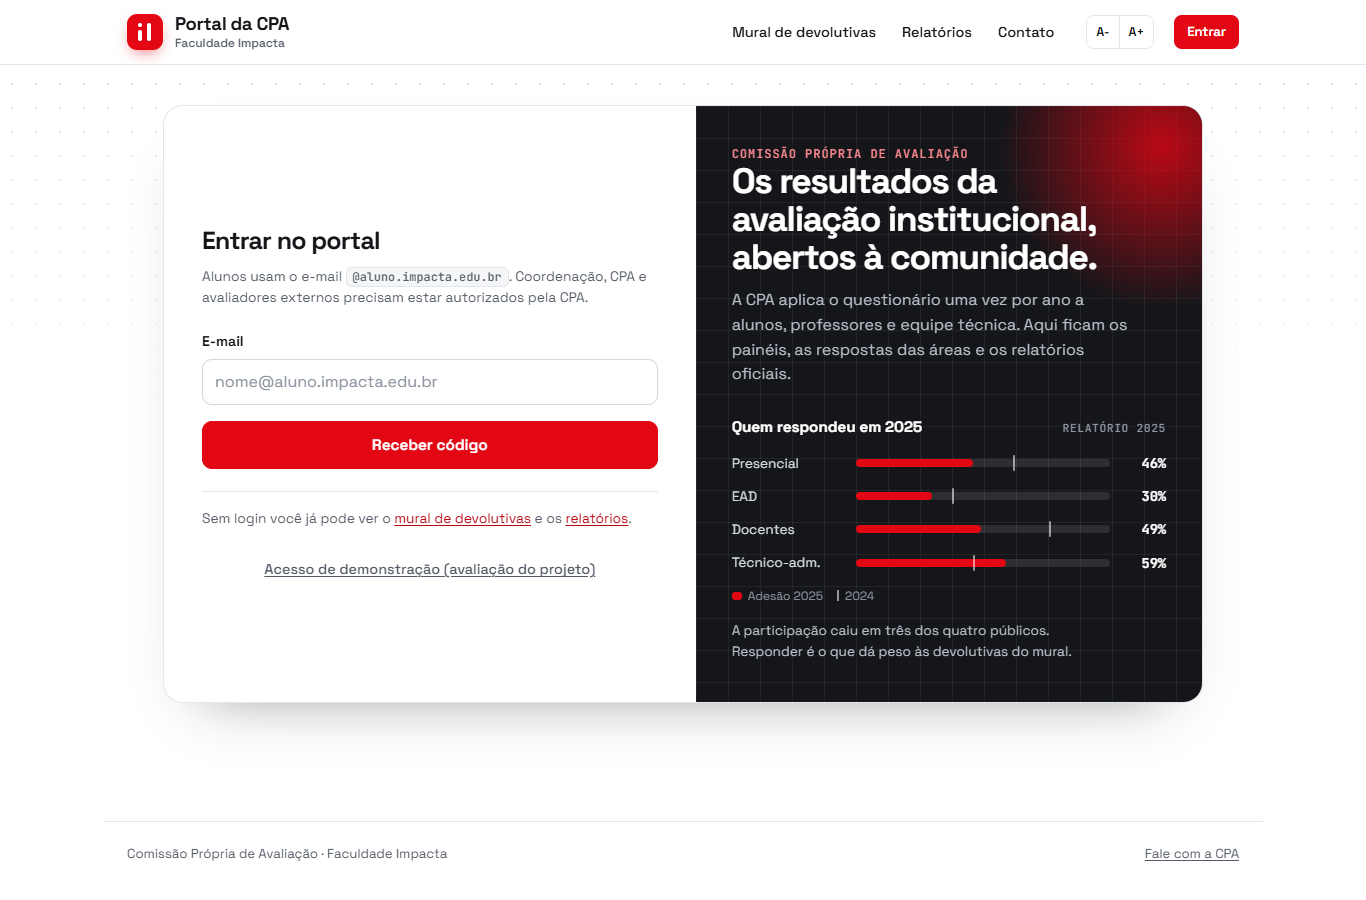 Portal da CPA
Faculdade Impacta
Mural de devolutivas
Relatórios
Contato
A-
A+
Entrar
Entrar no portal
Alunos usam o e-mail @aluno.impacta.edu.br. Coordenação, CPA e
avaliadores externos precisam estar autorizados pela CPA.
E-mail
nome@aluno.impacta.edu.br
Receber código
Sem login você já pode ver o mural de devolutivas e os relatórios.
Acesso de demonstração (avaliação do projeto)
COMISSÃO PRÓPRIA DE AVALIAÇÃO
Os resultados da
avaliação institucional,
abertos à comunidade.
A CPA aplica o questionário uma vez por ano a
alunos, professores e equipe técnica. Aqui ficam os
painéis, as respostas das áreas e os relatórios
oficiais.
Quem respondeu em 2025
RELATÓRIO 2025
Presencial 46%
EAD 30%
Docentes 49%
Técnico-adm. 59%
Adesão 2025 2024
A participação caiu em três dos quatro públicos.
Responder é o que dá peso às devolutivas do mural.
Comissão Própria de Avaliação · Faculdade Impacta
Fale com a CPA